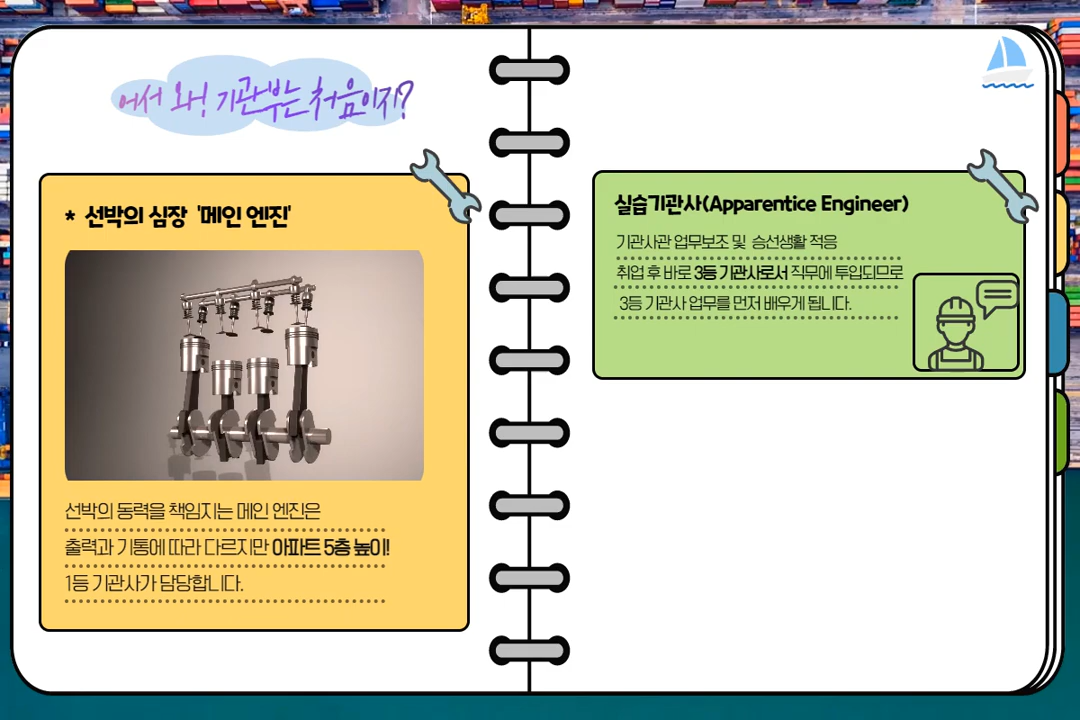 어서 와! 기관부는 처음이지?
* 선박의 심장 '메인 엔진'
선박의 동력을 책임지는 메인 엔진은
출력과 기통에 따라 다르지만 아파트 5층 높이!
1등 기관사가 담당합니다.
실습기관사(Apparentice Engineer)
기관사관 업무보조 및 승선생활 적응
취업 후 바로 3등 기관사로서 직무에 투입되므로
3등 기관사 업무를 먼저 배우게 됩니다.